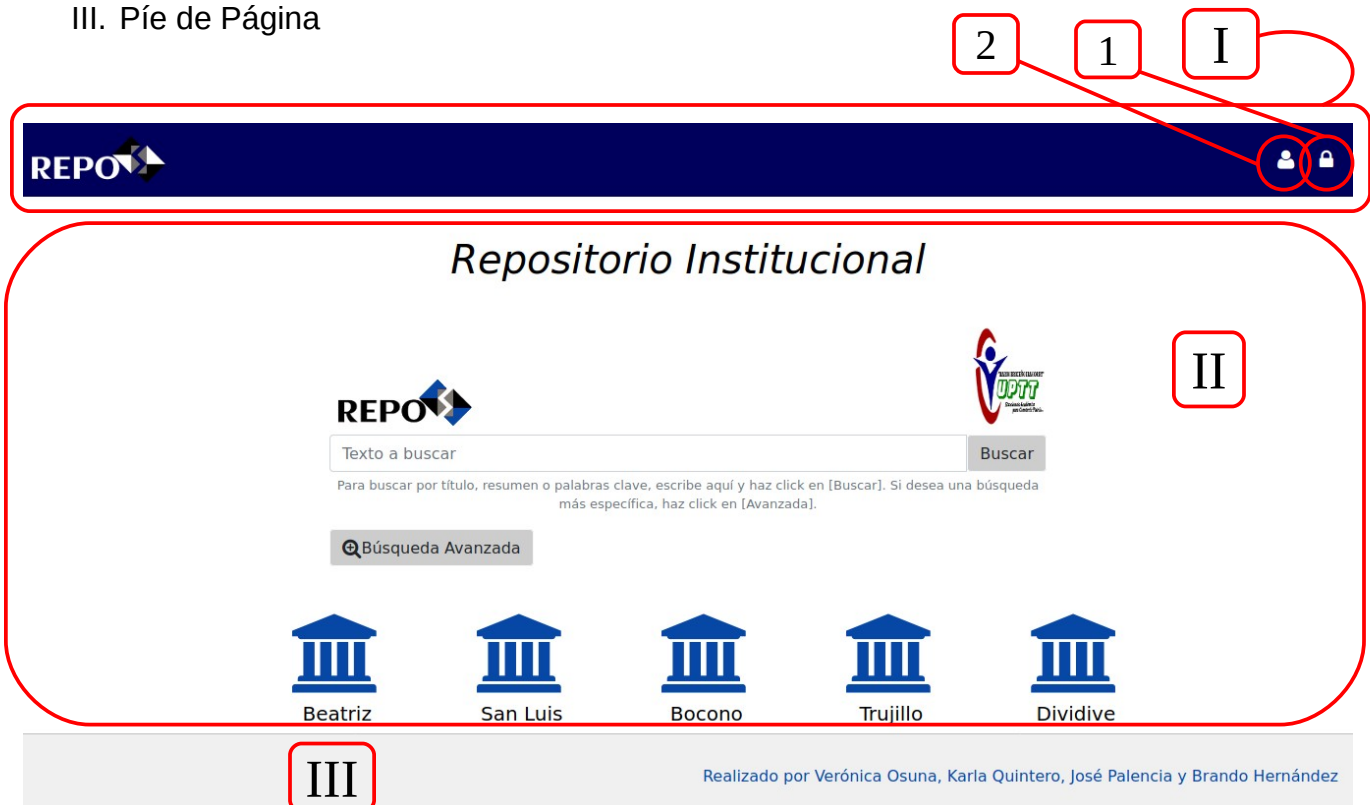 III. Píe de Página
2
1
I
REPO
Repositorio Institucional
II
UPTT
REPO
Texto a buscar
Buscar
Para buscar por título, resumen o palabras clave, escribe aquí y haz click en [Buscar]. Si desea una búsqueda
más específica, haz click en [Avanzada].
Búsqueda Avanzada
Beatriz
San Luis
Bocono
Trujillo
Dividive
III
Realizado por Verónica Osuna, Karla Quintero, José Palencia y Brando Hernández